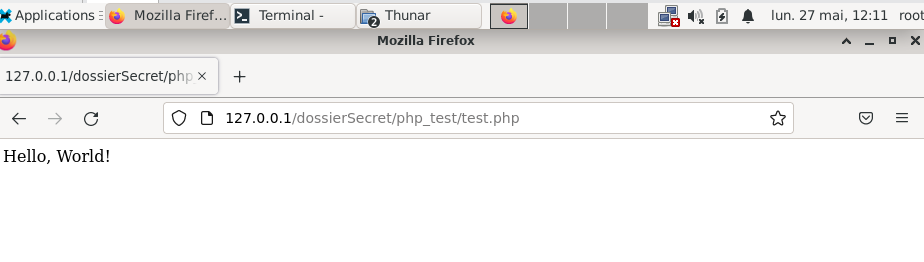 Applications Mozilla Firef... Terminal - Thunar 2 lun. 27 mai, 12:11 root
Mozilla Firefox
127.0.0.1/dossierSecret/php
127.0.0.1/dossierSecret/php_test/test.php
Hello, World!